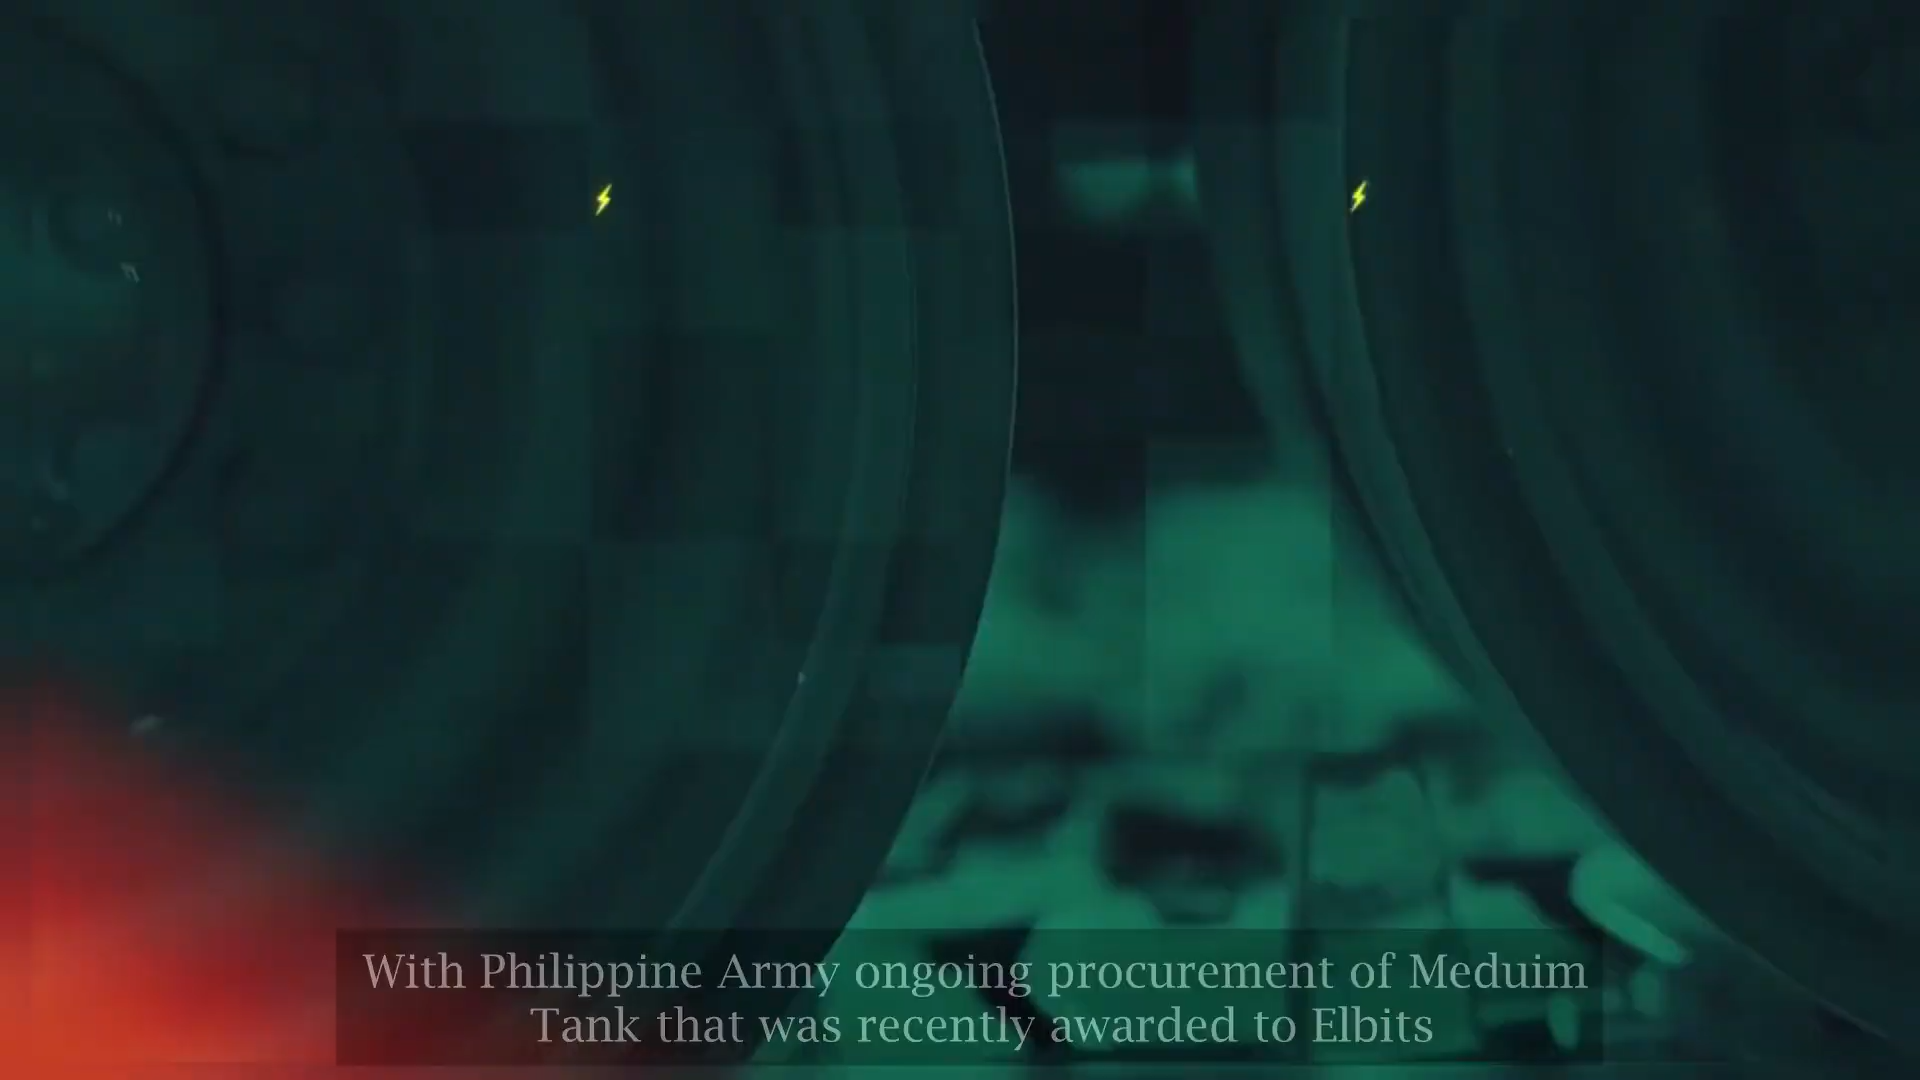 With Philippine Army ongoing procurement of Meduim
Tank that was recently awarded to Elbits